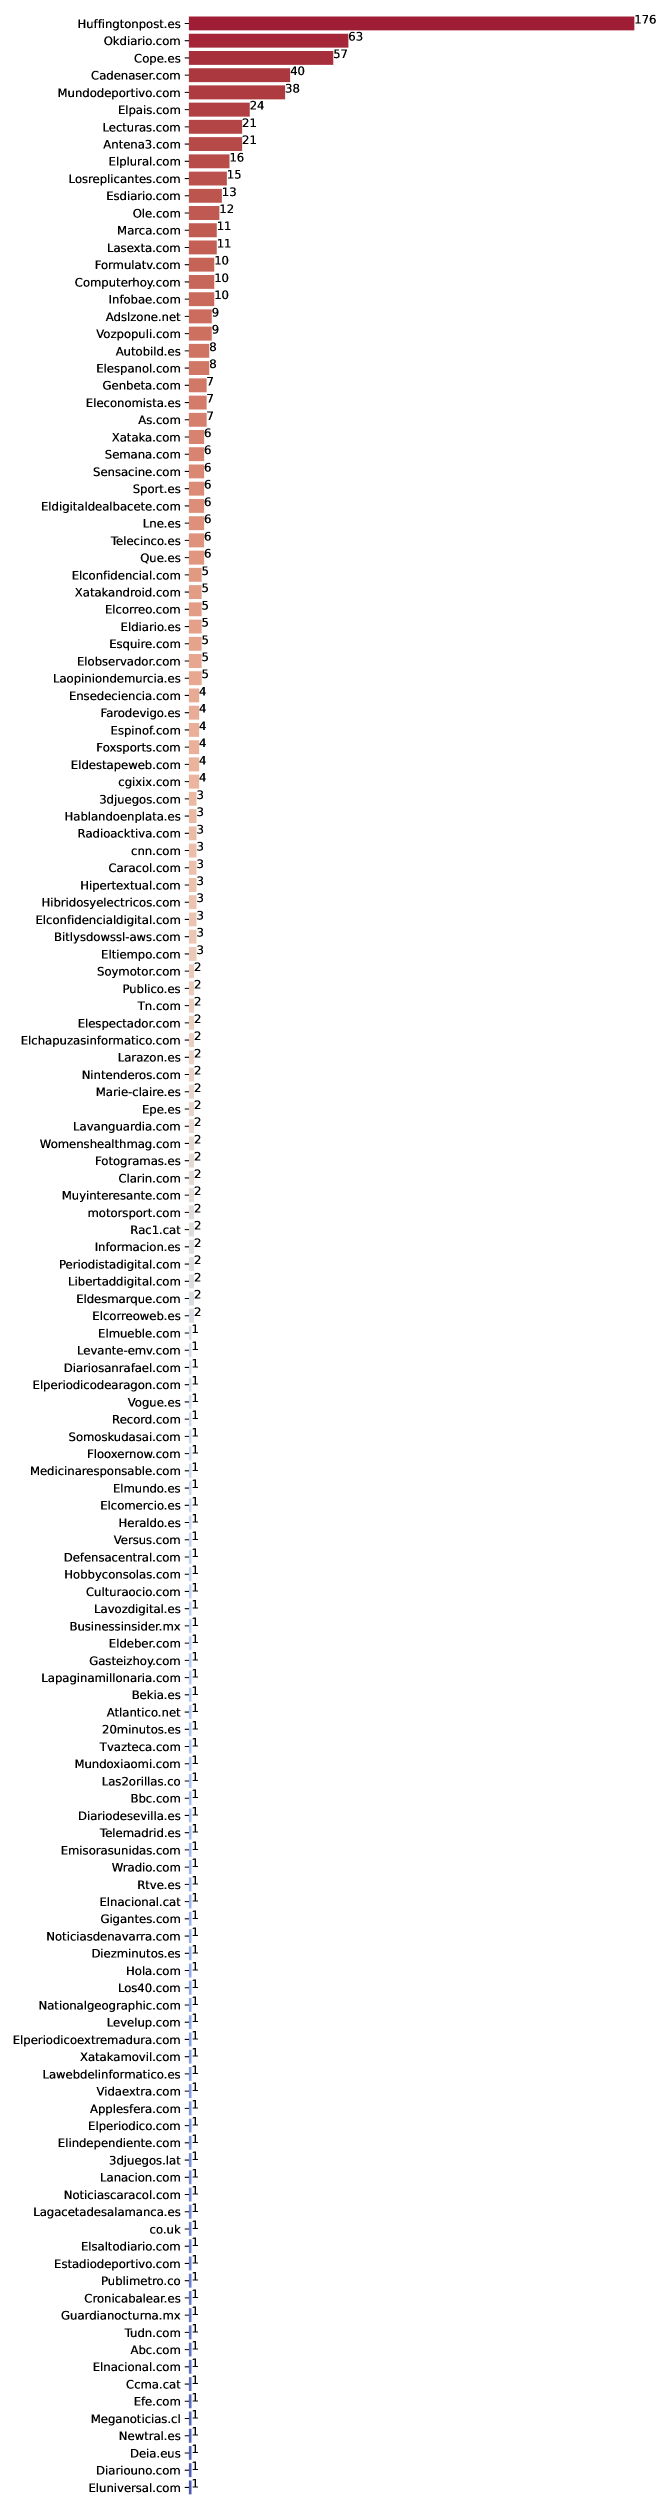 Huffingtonpost.es 176
Okdiario.com 63
Cope.es 57
Cadenaser.com 40
Mundodeportivo.com 38
Elpais.com 24
Lecturas.com 21
Antena3.com 21
Elplural.com 16
Losreplicantes.com 15
Esdiario.com 13
Ole.com 12
Marca.com 11
Lasexta.com 11
Formulatv.com 10
Computerhoy.com 10
Infobae.com 10
Adslzone.net 9
Vozpopuli.com 9
Autobild.es 8
Elespanol.com 8
Genbeta.com 7
Eleconomista.es 7
As.com 7
Xataka.com 6
Semana.com 6
Sensacine.com 6
Sport.es 6
Eldigitaldealbacete.com 6
Lne.es 6
Telecinco.es 6
Que.es 6
Elconfidencial.com 5
Xatakandroid.com 5
Elcorreo.com 5
Eldiario.es 5
Esquire.com 5
Elobservador.com 5
Laopiniondemurcia.es 5
Ensedeciencia.com 4
Farodevigo.es 4
Espinof.com 4
Foxsports.com 4
Eldestapeweb.com 4
cgixix.com 4
3djuegos.com 3
Hablandoenplata.es 3
Radioacktiva.com 3
cnn.com 3
Caracol.com 3
Hipertextual.com 3
Hibridosyelectricos.com 3
Elconfidencialdigital.com 3
Bitlysdowssl-aws.com 3
Eltiempo.com 3
Soymotor.com 2
Publico.es 2
Tn.com 2
Elespectador.com 2
Elchapuzasinformatico.com 2
Larazon.es 2
Nintenderos.com 2
Marie-claire.es 2
Epe.es 2
Lavanguardia.com 2
Womenshealthmag.com 2
Fotogramas.es 2
Clarin.com 2
Muyinteresante.com 2
motorsport.com 2
Rac1.cat 2
Informacion.es 2
Periodistadigital.com 2
Libertaddigital.com 2
Eldesmarque.com 2
Elcorreoweb.es 2
Elmueble.com 1
Levante-emv.com 1
Diariosanrafael.com 1
Elperiodicodearagon.com 1
Vogue.es 1
Record.com 1
Somoskudasai.com 1
Flooxernow.com 1
Medicinaresponsable.com 1
Elmundo.es 1
Elcomercio.es 1
Heraldo.es 1
Versus.com 1
Defensacentral.com 1
Hobbyconsolas.com 1
Culturaocio.com 1
Lavozdigital.es 1
Businessinsider.mx 1
Eldeber.com 1
Gasteizhoy.com 1
Lapaginamillonaria.com 1
Bekia.es 1
Atlantico.net 1
20minutos.es 1
Tvazteca.com 1
Mundoxiaomi.com 1
Las2orillas.co 1
Bbc.com 1
Diariodesevilla.es 1
Telemadrid.es 1
Emisorasunidas.com 1
Wradio.com 1
Rtve.es 1
Elnacional.cat 1
Gigantes.com 1
Noticiasdenavarra.com 1
Diezminutos.es 1
Hola.com 1
Los40.com 1
Nationalgeographic.com 1
Levelup.com 1
Elperiodicoextremadura.com 1
Xatakamovil.com 1
Lawebdelinformatico.es 1
Vidaextra.com 1
Applesfera.com 1
Elperiodico.com 1
Elindependiente.com 1
3djuegos.lat 1
Lanacion.com 1
Noticiascaracol.com 1
Lagacetadesalamanca.es 1
co.uk 1
Elsaltodiario.com 1
Estadiodeportivo.com 1
Publimetro.co 1
Cronicabalear.es 1
Guardianocturna.mx 1
Tudn.com 1
Abc.com 1
Elnacional.com 1
Ccma.cat 1
Efe.com 1
Meganoticias.cl 1
Newtral.es 1
Deia.eus 1
Diariouno.com 1
Eluniversal.com 1